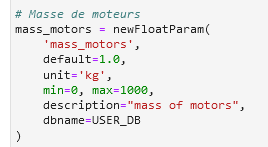 # Masse de moteurs
mass_motors = newFloatParam(
    'mass_motors',
    default=1.0,
    unit='kg',
    min=0, max=1000,
    description="mass of motors",
    dbname=USER_DB
)